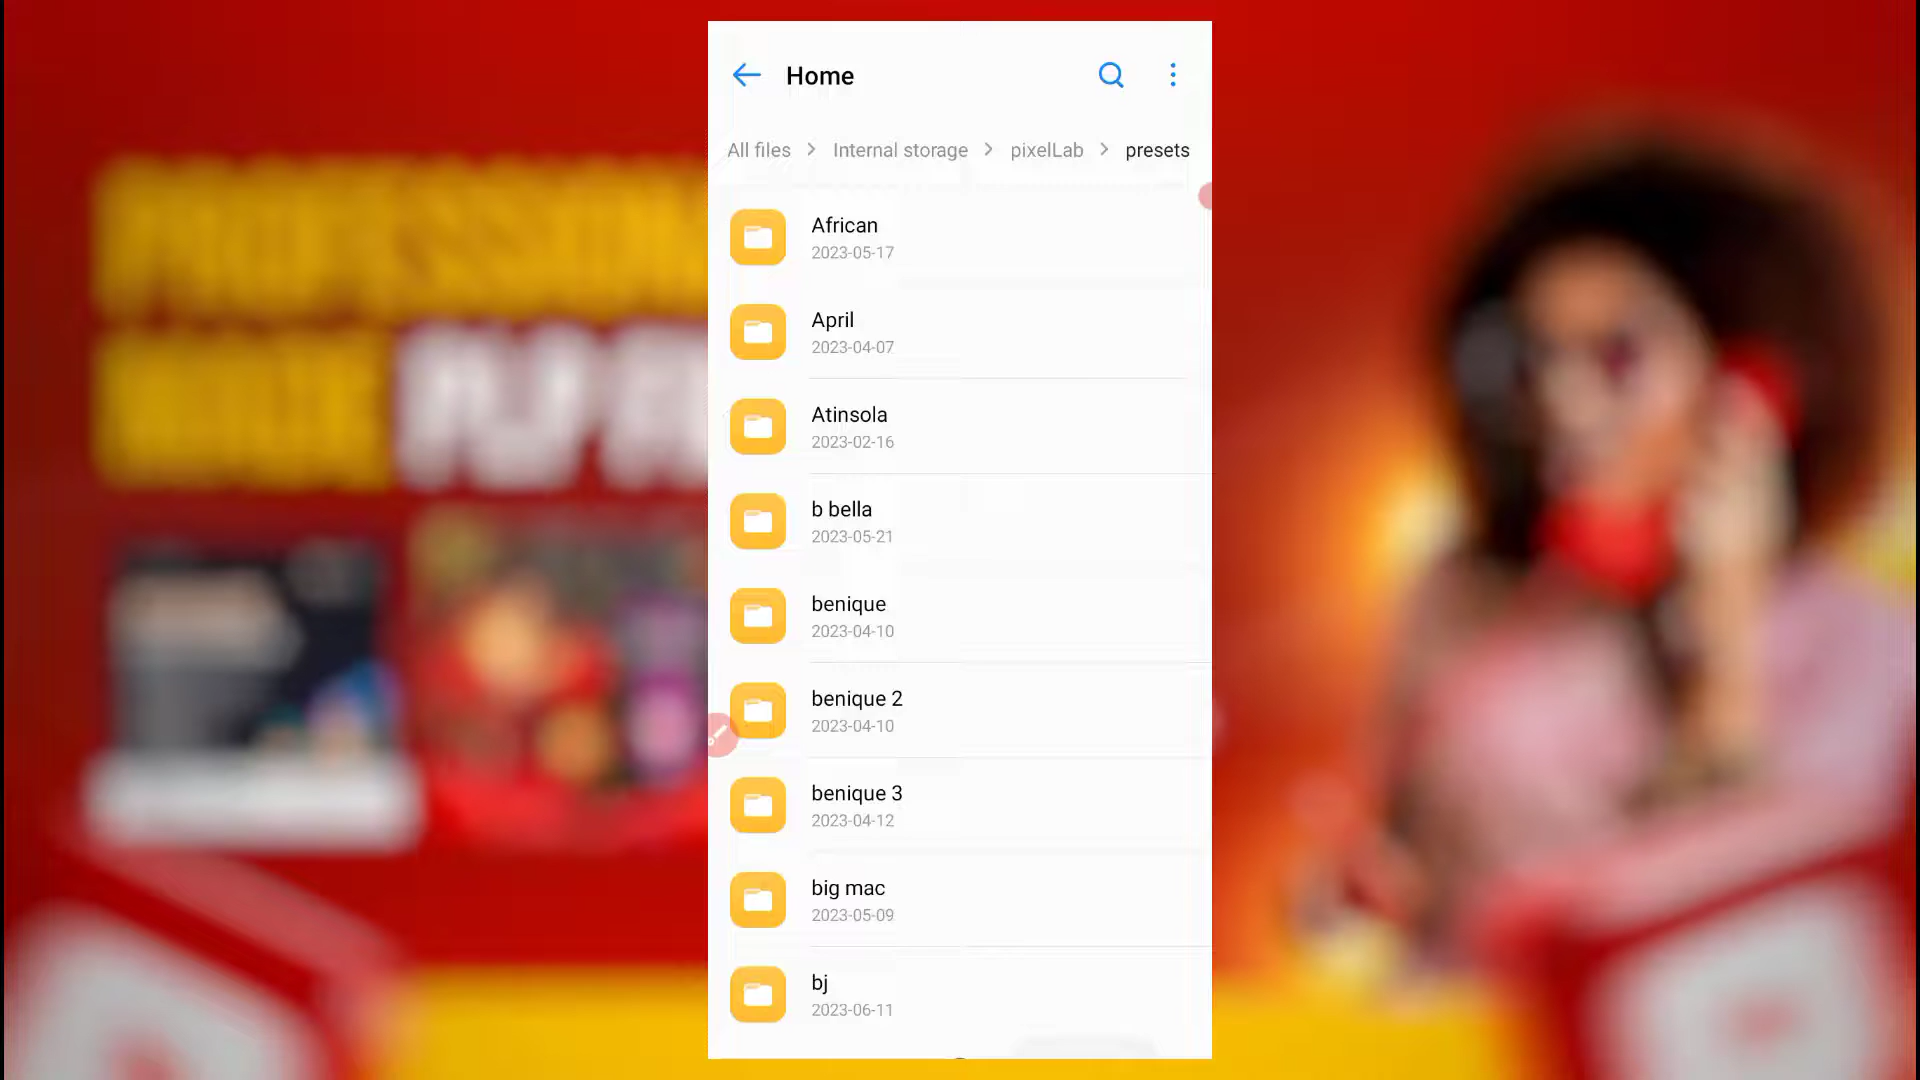 Home
All files > Internal storage > pixelLab > presets
African
2023-05-17
April
2023-04-07
Atinsola
2023-02-16
b bella
2023-05-21
benique
2023-04-10
benique 2
2023-04-10
benique 3
2023-04-12
big mac
2023-05-09
bj
2023-06-11